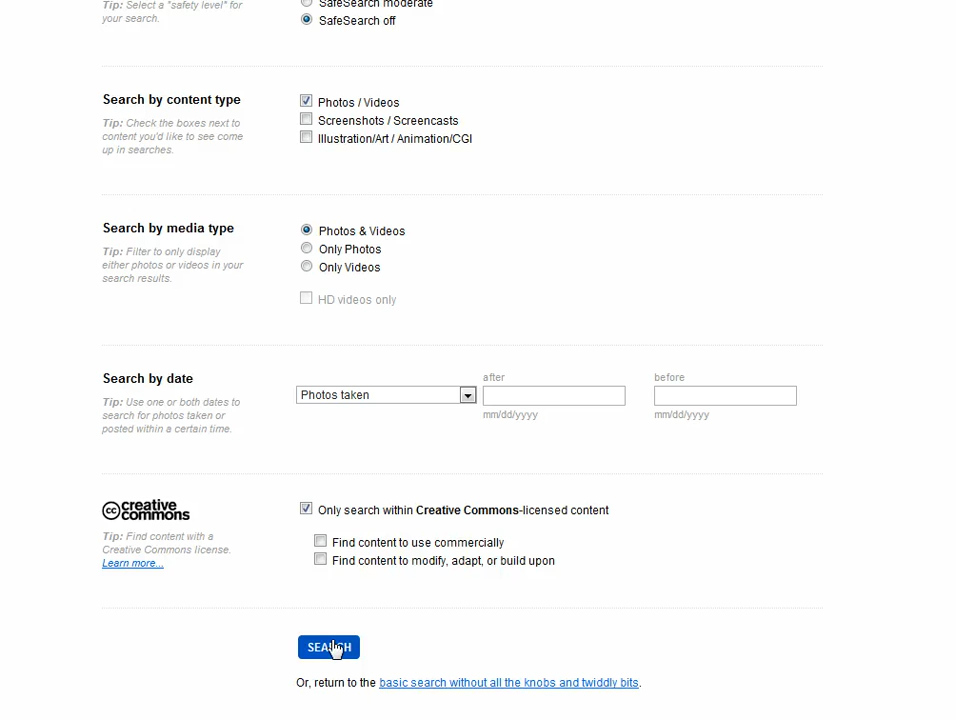 Tip: Select a "safety level" for
your search.
SafeSearch moderate
SafeSearch off
Search by content type
Tip: Check the boxes next to
content you'd like to see come
up in searches.
Photos / Videos
Screenshots / Screencasts
Illustration/Art / Animation/CGI
Search by media type
Tip: Filter to only display
either photos or videos in your
search results.
Photos & Videos
Only Photos
Only Videos
HD videos only
Search by date
Tip: Use one or both dates to
search for photos taken or
posted within a certain time.
Photos taken
after
mm/dd/yyyy
before
mm/dd/yyyy
cc creative
commons
Tip: Find content with a
Creative Commons license.
Learn more...
Only search within Creative Commons-licensed content
Find content to use commercially
Find content to modify, adapt, or build upon
SEARCH
Or, return to the basic search without all the knobs and twiddly bits.